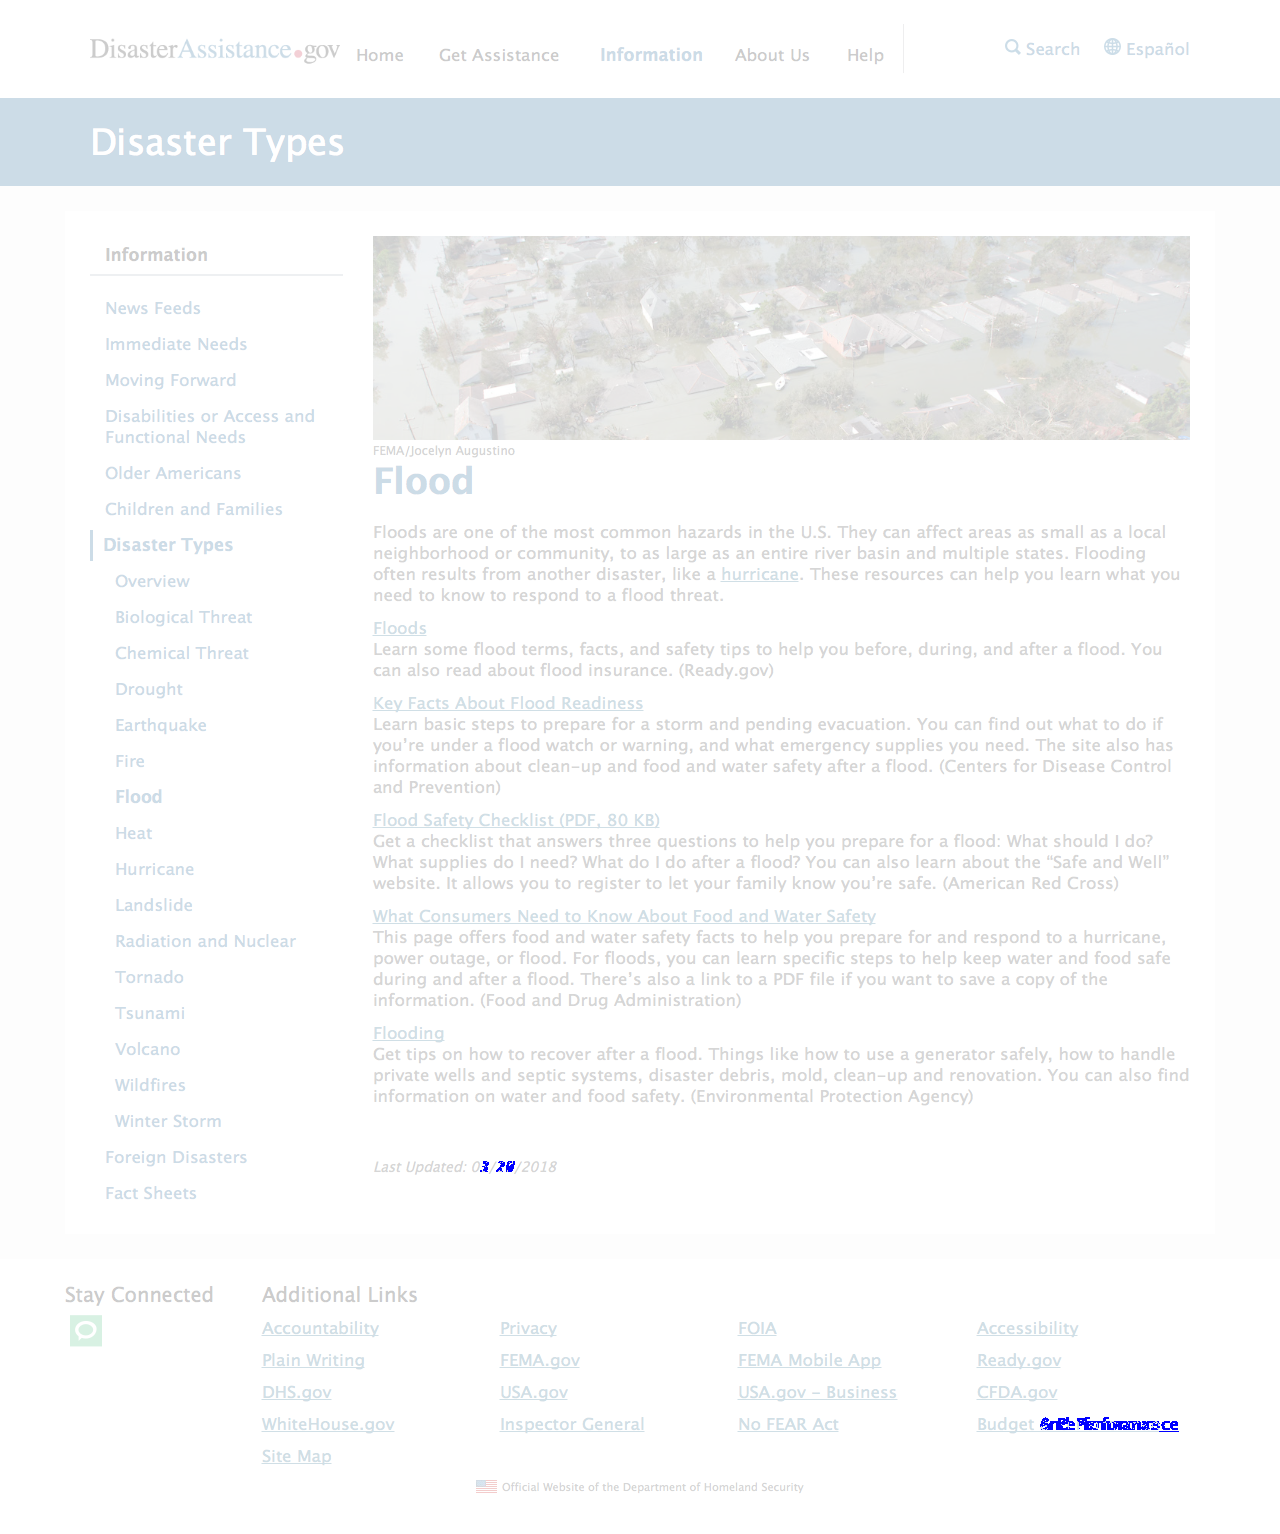 DisasterAssistance.gov
Home Get Assistance Information About Us Help Search Español
Disaster Types
Information
News Feeds
Immediate Needs
Moving Forward
Disabilities or Access and
Functional Needs
Older Americans
Children and Families
Disaster Types
Overview
Biological Threat
Chemical Threat
Drought
Earthquake
Fire
Flood
Heat
Hurricane
Landslide
Radiation and Nuclear
Tornado
Tsunami
Volcano
Wildfires
Winter Storm
Foreign Disasters
Fact Sheets
FEMA/Jocelyn Augustino
Flood
Floods are one of the most common hazards in the U.S. They can affect areas as small as a local
neighborhood or community, to as large as an entire river basin and multiple states. Flooding
often results from another disaster, like a hurricane. These resources can help you learn what you
need to know to respond to a flood threat.
Floods
Learn some flood terms, facts, and safety tips to help you before, during, and after a flood. You
can also read about flood insurance. (Ready.gov)
Key Facts About Flood Readiness
Learn basic steps to prepare for a storm and pending evacuation. You can find out what to do if
you’re under a flood watch or warning, and what emergency supplies you need. The site also has
information about clean-up and food and water safety after a flood. (Centers for Disease Control
and Prevention)
Flood Safety Checklist (PDF, 80 KB)
Get a checklist that answers three questions to help you prepare for a flood: What should I do?
What supplies do I need? What do I do after a flood? You can also learn about the “Safe and Well”
website. It allows you to register to let your family know you’re safe. (American Red Cross)
What Consumers Need to Know About Food and Water Safety
This page offers food and water safety facts to help you prepare for and respond to a hurricane,
power outage, or flood. For floods, you can learn specific steps to help keep water and food safe
during and after a flood. There’s also a link to a PDF file if you want to save a copy of the
information. (Food and Drug Administration)
Flooding
Get tips on how to recover after a flood. Things like how to use a generator safely, how to handle
private wells and septic systems, disaster debris, mold, clean-up and renovation. You can also find
information on water and food safety. (Environmental Protection Agency)
Last Updated: /2018
Stay Connected
Additional Links
Accountability Privacy FOIA Accessibility
Plain Writing FEMA.gov FEMA Mobile App Ready.gov
DHS.gov USA.gov USA.gov - Business CFDA.gov
WhiteHouse.gov Inspector General No FEAR Act Budget
Site Map
Official Website of the Department of Homeland Security